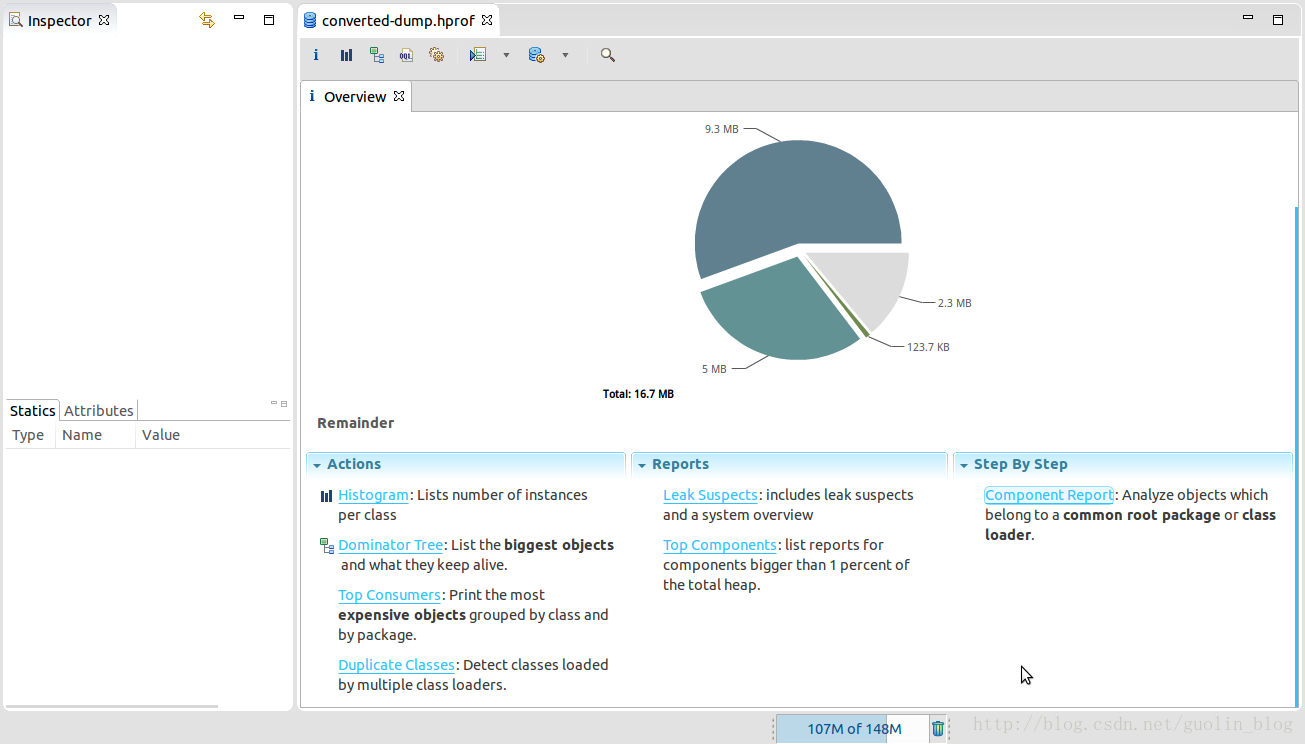 Inspector
converted-dump.hprof
i
OQL
i Overview
9.3 MB
2.3 MB
123.7 KB
5 MB
Total: 16.7 MB
Remainder
Statics Attributes
Type Name Value
Actions
Histogram: Lists number of instances
per class
Dominator Tree: List the biggest objects
and what they keep alive.
Top Consumers: Print the most
expensive objects grouped by class and
by package.
Duplicate Classes: Detect classes loaded
by multiple class loaders.
Reports
Leak Suspects: includes leak suspects
and a system overview
Top Components: list reports for
components bigger than 1 percent of
the total heap.
Step By Step
Component Report: Analyze objects which
belong to a common root package or class
loader.
107M of 148M
http://blog.csdn.net/guolin_blog